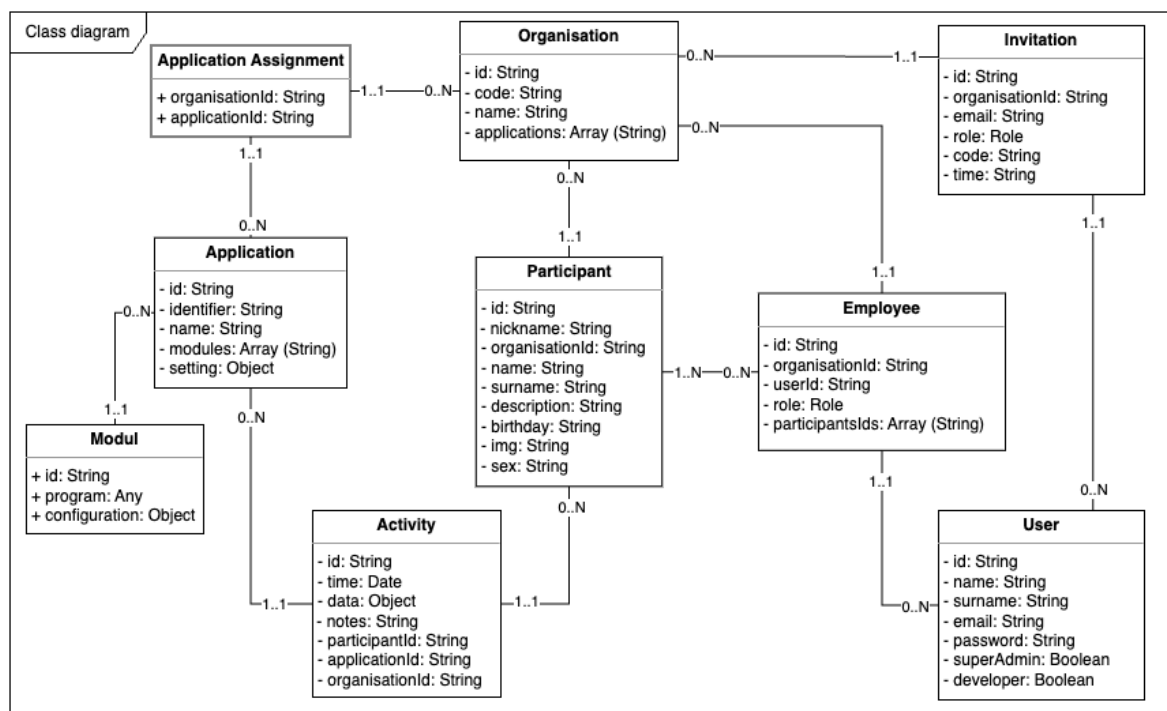 Class diagram
Application Assignment
+ organisationId: String
+ applicationId: String
1..1
0..N
Organisation
- id: String
- code: String
- name: String
- applications: Array (String)
0..N
1..1
Invitation
- id: String
- organisationId: String
- email: String
- role: Role
- code: String
- time: String
0..N
1..1
0..N
0..N
1..1
1..1
1..1
Application
- id: String
- identifier: String
- name: String
- modules: Array (String)
- setting: Object
0..N
1..1
0..N
Modul
+ id: String
+ program: Any
+ configuration: Object
Participant
- id: String
- nickname: String
- organisationId: String
- name: String
- surname: String
- description: String
- birthday: String
- img: String
- sex: String
1..N
0..N
Employee
- id: String
- organisationId: String
- userId: String
- role: Role
- participantsIds: Array (String)
1..1
0..N
0..N
Activity
- id: String
- time: Date
- data: Object
- notes: String
- participantId: String
- applicationId: String
- organisationId: String
1..1
1..1
0..N
User
- id: String
- name: String
- surname: String
- email: String
- password: String
- superAdmin: Boolean
- developer: Boolean